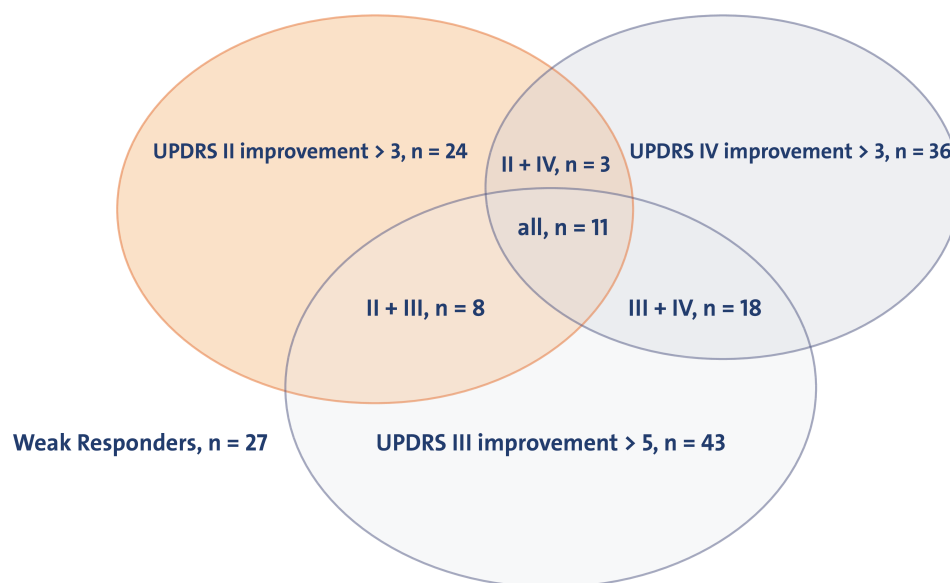 UPDRS II improvement > 3, n = 24
UPDRS IV improvement > 3, n = 36
II + IV, n = 3
all, n = 11
II + III, n = 8
III + IV, n = 18
Weak Responders, n = 27
UPDRS III improvement > 5, n = 43